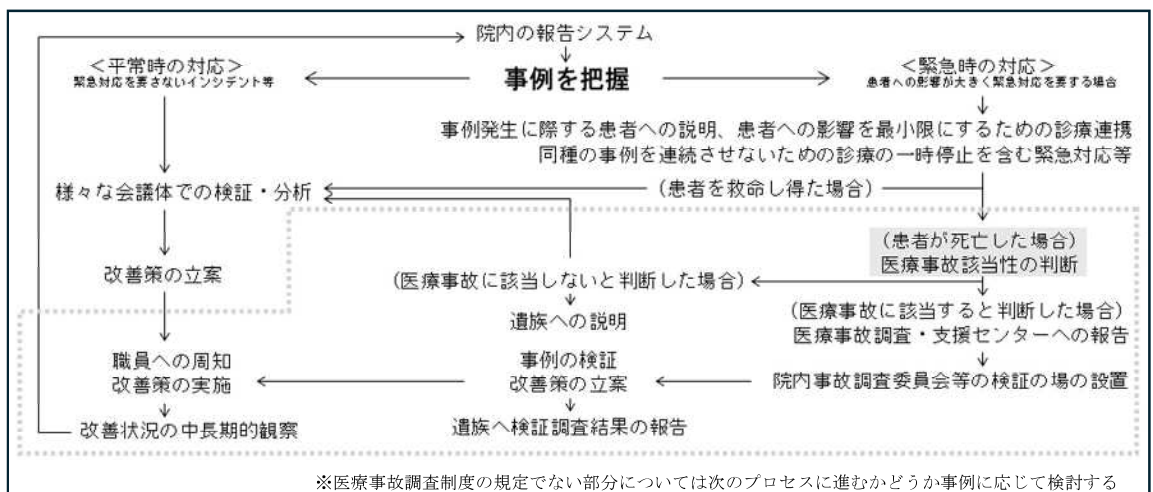 院内の報告システム
事例を把握
＜平常時の対応＞
緊急対応を要さないインシデント等
＜緊急時の対応＞
患者への影響が大きく緊急対応を要する場合
事例発生に際する患者への説明、患者への影響を最小限にするための診療連携
同種の事例を連続させないための診療の一時停止を含む緊急対応等
様々な会議体での検証・分析
（患者を救命し得た場合）
（患者が死亡した場合）
医療事故該当性の判断
改善策の立案
（医療事故に該当しないと判断した場合）
遺族への説明
（医療事故に該当すると判断した場合）
医療事故調査・支援センターへの報告
職員への周知
改善策の実施
事例の検証
改善策の立案
院内事故調査委員会等の検証の場の設置
改善状況の中長期的観察
遺族へ検証調査結果の報告
※医療事故調査制度の規定でない部分については次のプロセスに進むかどうか事例に応じて検討する